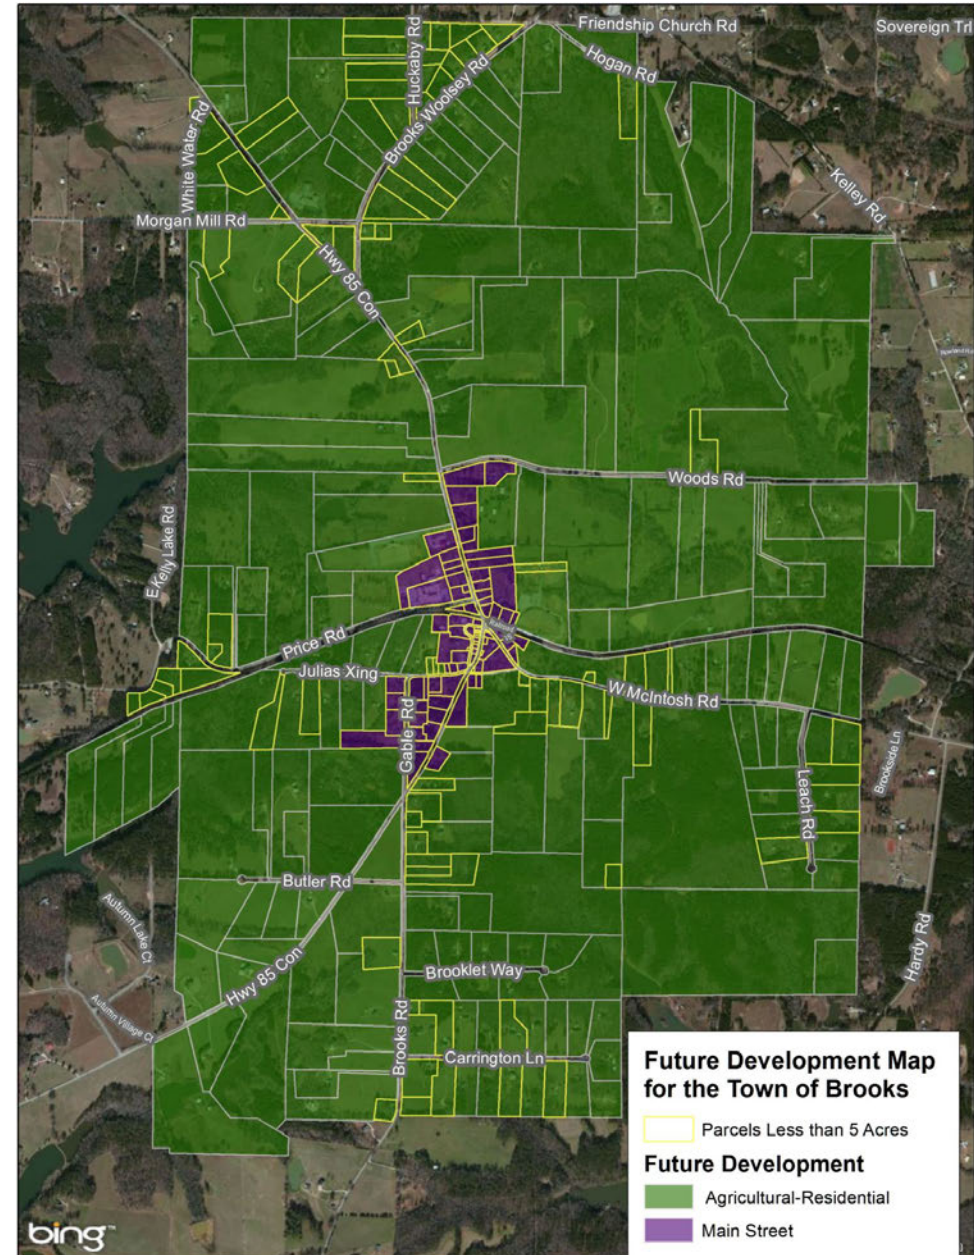 Friendship Church Rd
Sovereign Trl
Huckaby Rd
Hogan Rd
Brooks Woolsey Rd
White Water Rd
Kelley Rd
Morgan Mill Rd
Hwy 85 Con
Woods Rd
E Kelly Lake Rd
Price Rd
Julias Xing
W.McIntosh Rd
Gable Rd
Brookside Ln
Leach Rd
Butler Rd
Autumn Lake Ct
Hardy Rd
Hwy 85 Con
Brooklet Way
Autumn Village Ct
Brooks Rd
Carrington Ln
Future Development Map
for the Town of Brooks
Parcels Less than 5 Acres
Future Development
Agricultural-Residential
Main Street
bing™